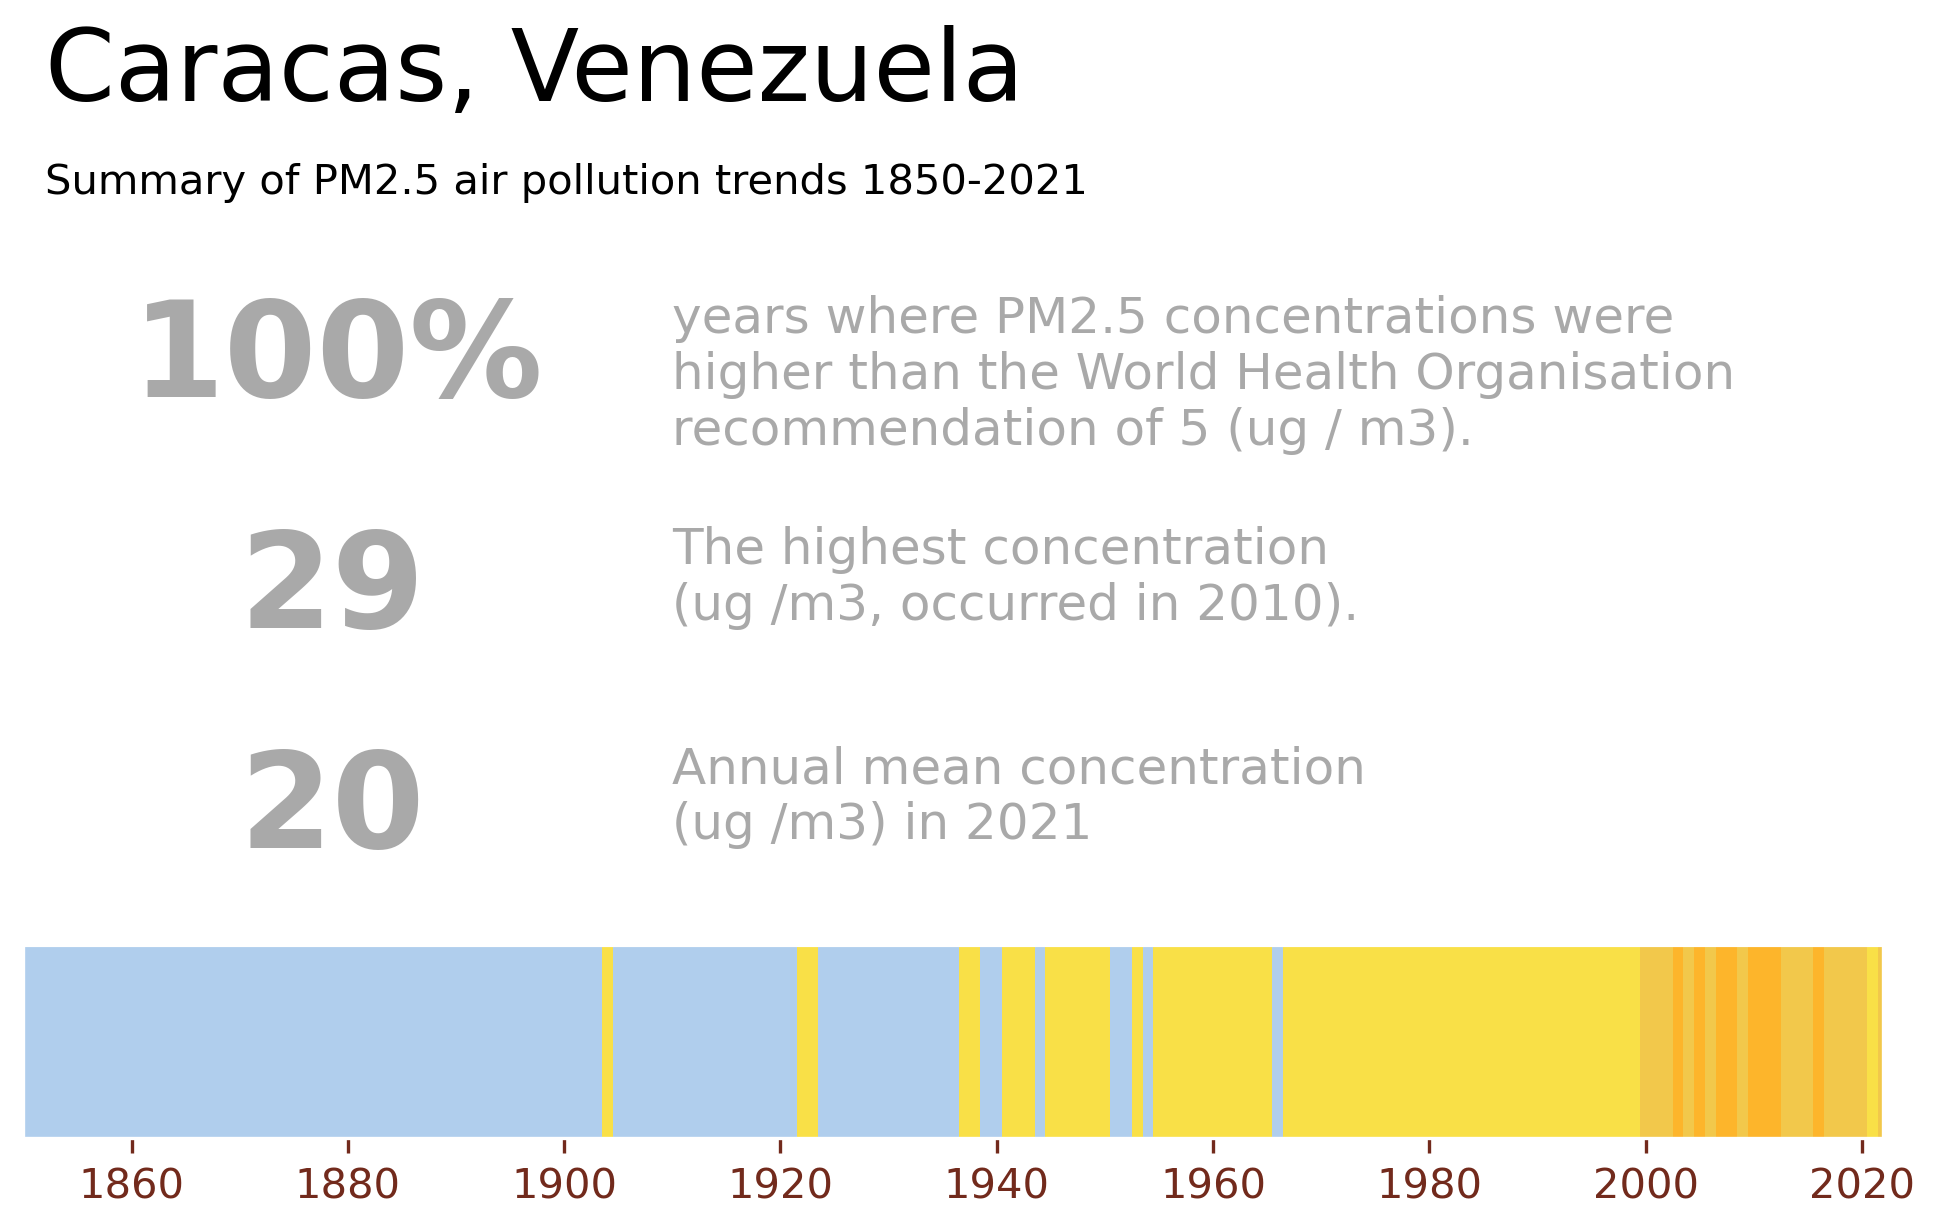 Caracas, Venezuela
Summary of PM2.5 air pollution trends 1850-2021
100%
years where PM2.5 concentrations were
higher than the World Health Organisation
recommendation of 5 (ug / m3).
29
The highest concentration
(ug /m3, occurred in 2010).
20
Annual mean concentration
(ug /m3) in 2021
1860 1880 1900 1920 1940 1960 1980 2000 2020